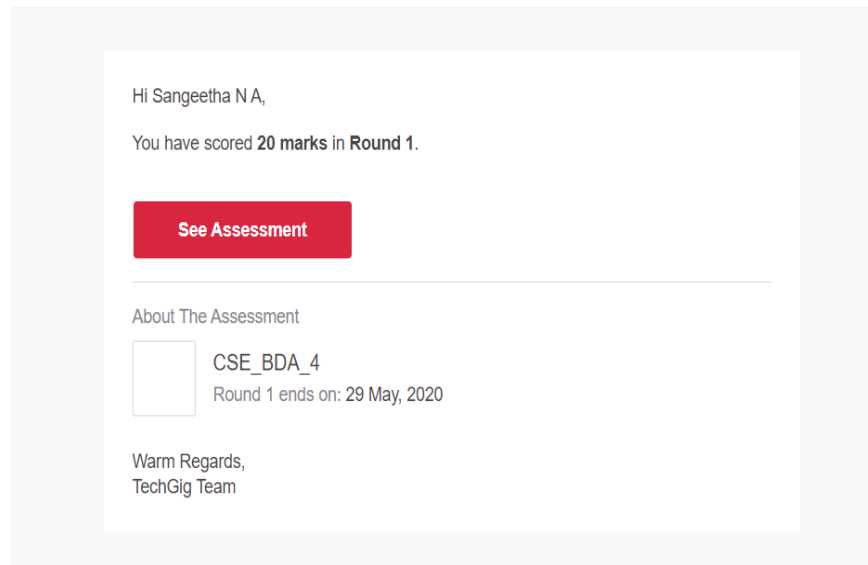 Hi Sangeetha N A,
You have scored 20 marks in Round 1.
See Assessment
About The Assessment
CSE_BDA_4
Round 1 ends on: 29 May, 2020
Warm Regards,
TechGig Team